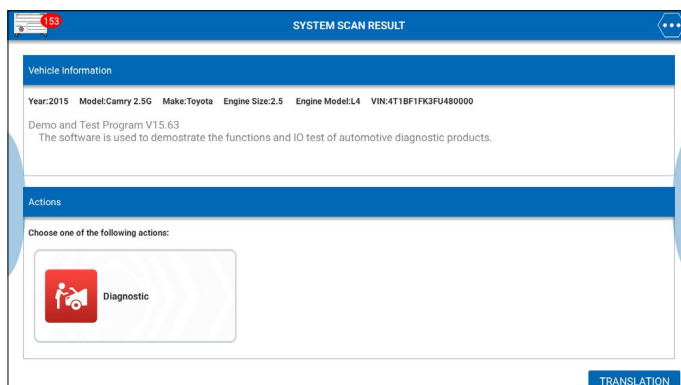 153
SYSTEM SCAN RESULT
Vehicle Information
Year:2015 Model:Camry 2.5G Make:Toyota Engine Size:2.5 Engine Model:L4 VIN:4T1BF1FK3FU480000
Demo and Test Program V15.63
The software is used to demostrate the functions and IO test of automotive diagnostic products.
Actions
Choose one of the following actions:
Diagnostic
TRANSLATION